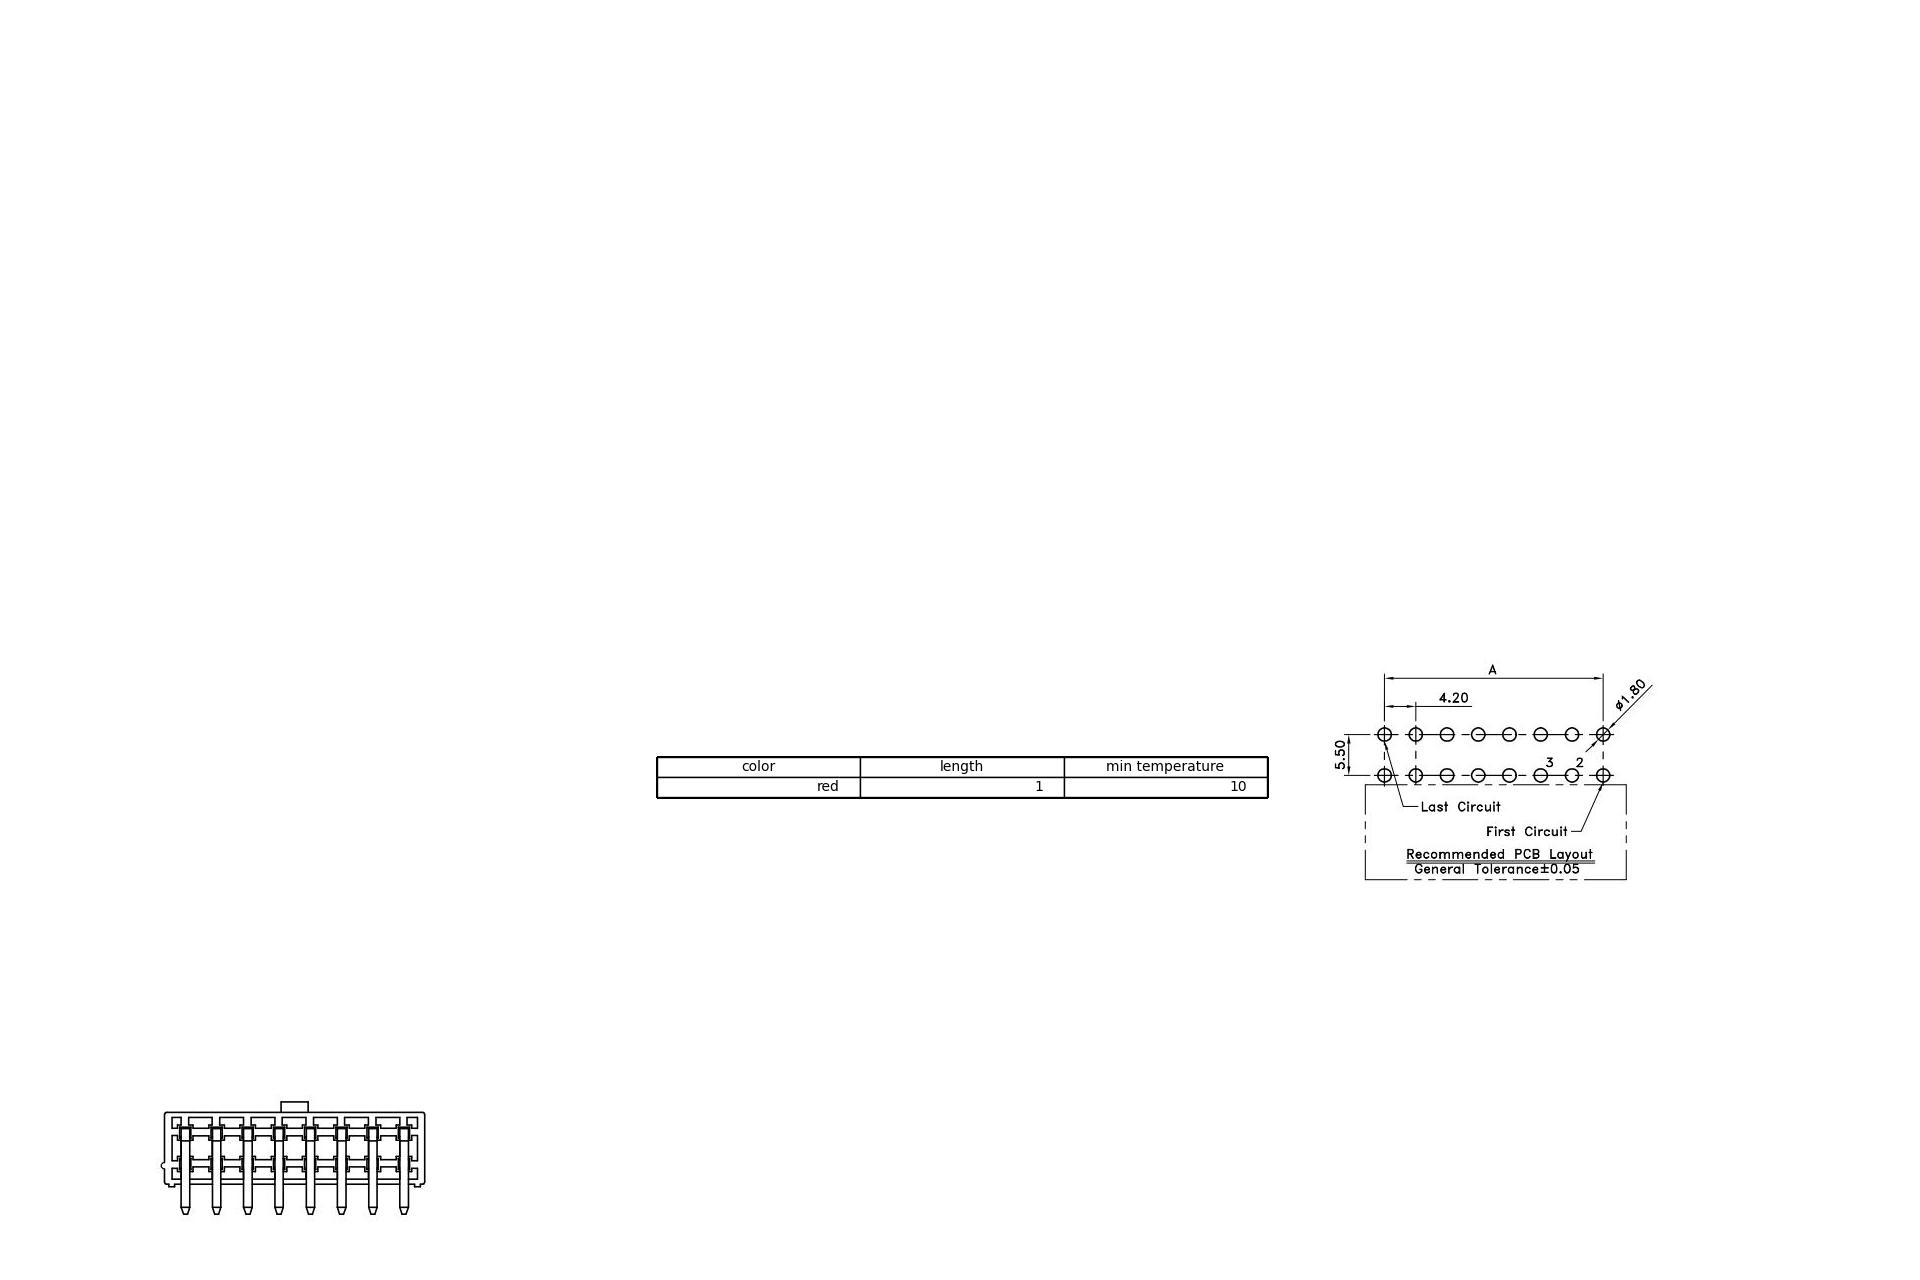 color length min temperature
red 1 10
A
4.20
ø1.80
5.50
3 2
Last Circuit
First Circuit
Recommended PCB Layout
General Tolerance±0.05